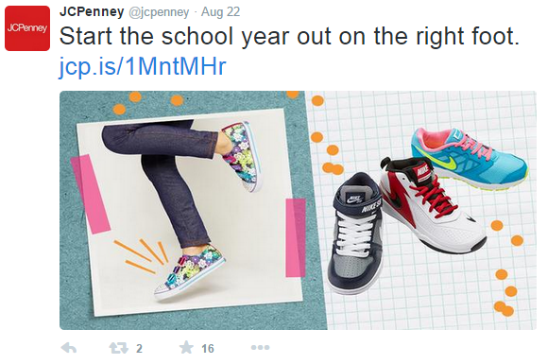 JCPenney @jcpenney · Aug 22
JCPenney
Start the school year out on the right foot.
jcp.is/1MntMHr
NIKE
2
16